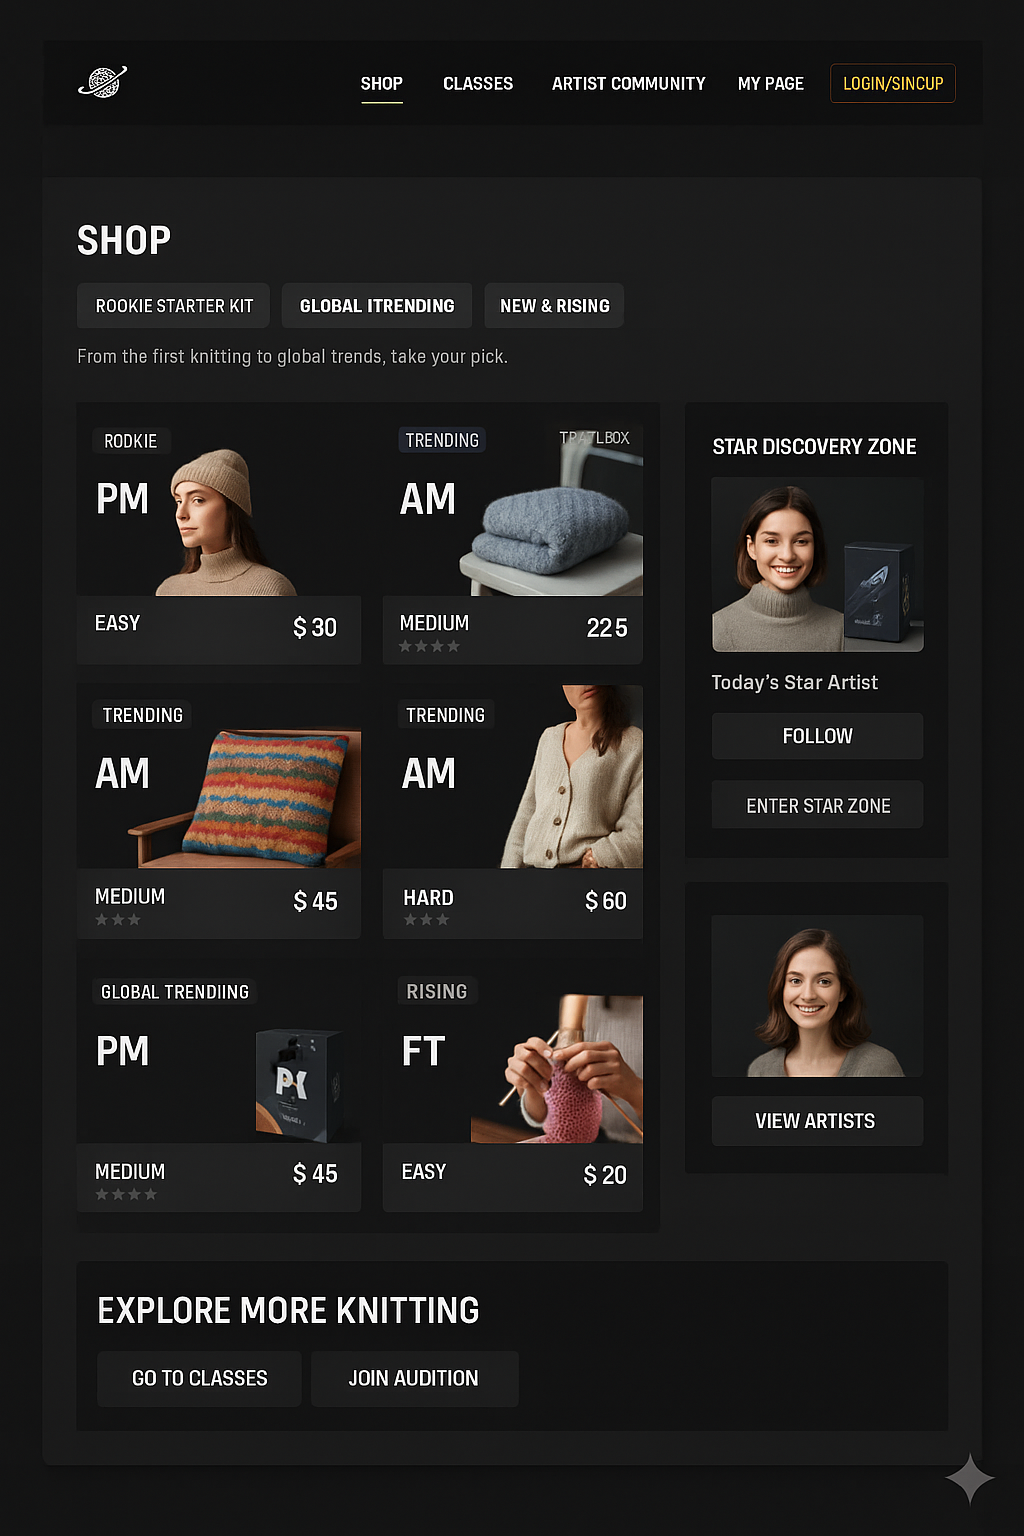 SHOP
CLASSES
ARTIST COMMUNITY
MY PAGE
LOGIN/SINCUP
SHOP
ROOKIE STARTER KIT
GLOBAL ITRENDING
NEW & RISING
From the first knitting to global trends, take your pick.
RODKIE
PM
EASY
$ 30
TRENDING
AM
MEDIUM
225
TRENDING
AM
MEDIUM
$ 45
TRENDING
AM
HARD
$ 60
GLOBAL TRENDIING
PM
MEDIUM
$ 45
RISING
FT
EASY
$ 20
STAR DISCOVERY ZONE
Today's Star Artist
FOLLOW
ENTER STAR ZONE
VIEW ARTISTS
EXPLORE MORE KNITTING
GO TO CLASSES
JOIN AUDITION